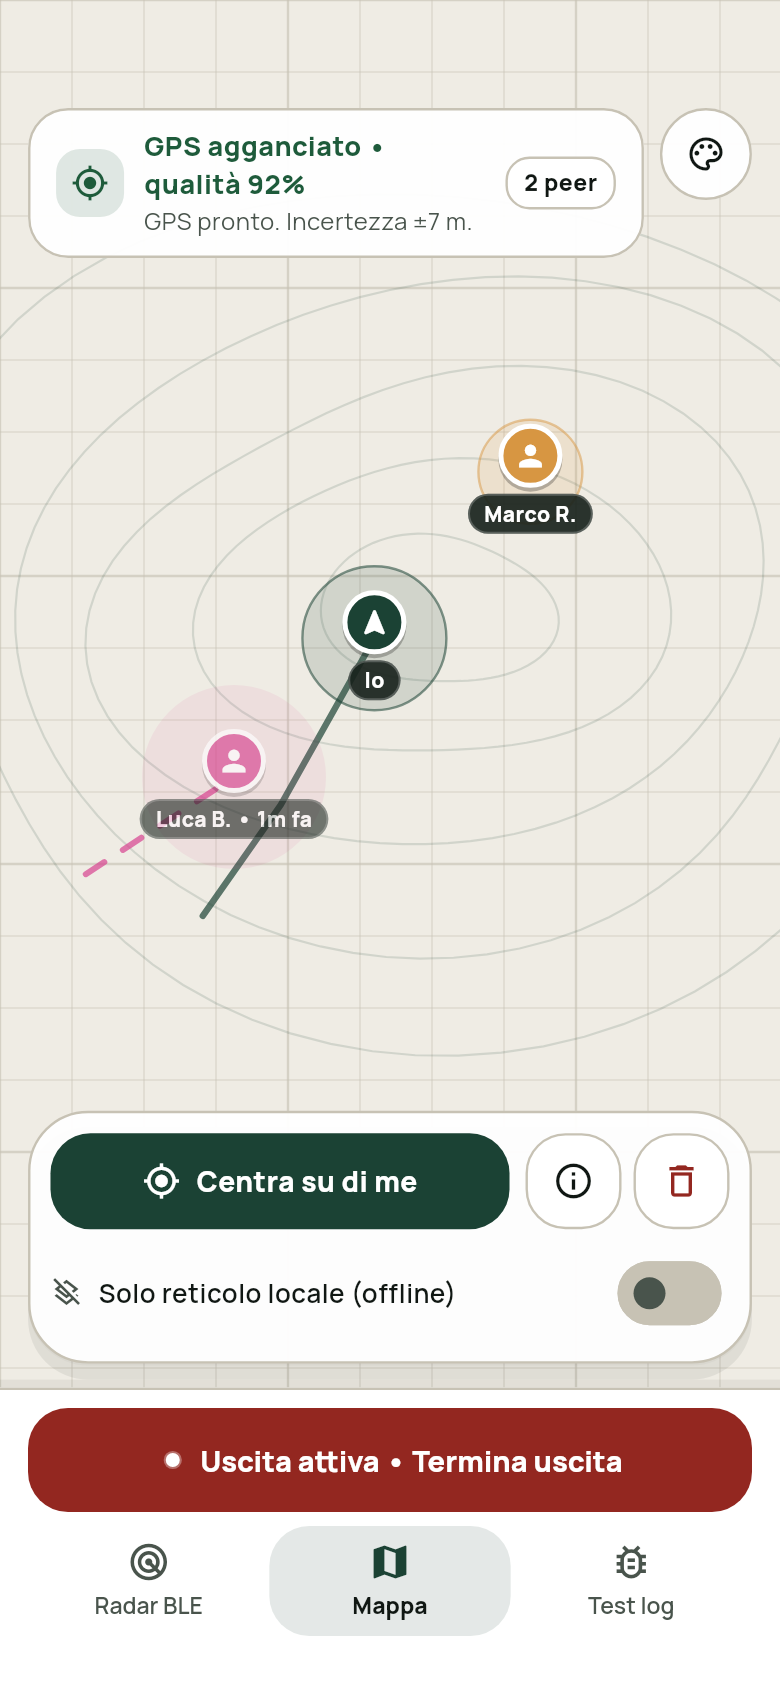 GPS agganciato •
qualità 92%
GPS pronto. Incertezza ±7 m.
2 peer
Marco R.
Io
Luca B. • 1m fa
Centra su di me
Solo reticolo locale (offline)
Uscita attiva • Termina uscita
Radar BLE
Mappa
Test log